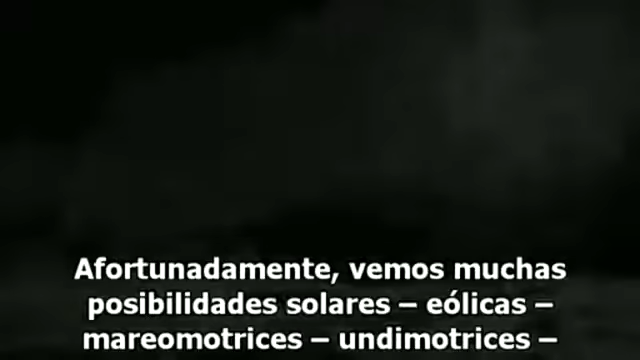 Afortunadamente, vemos muchas
posibilidades solares – eólicas –
mareomotrices – undimotrices –